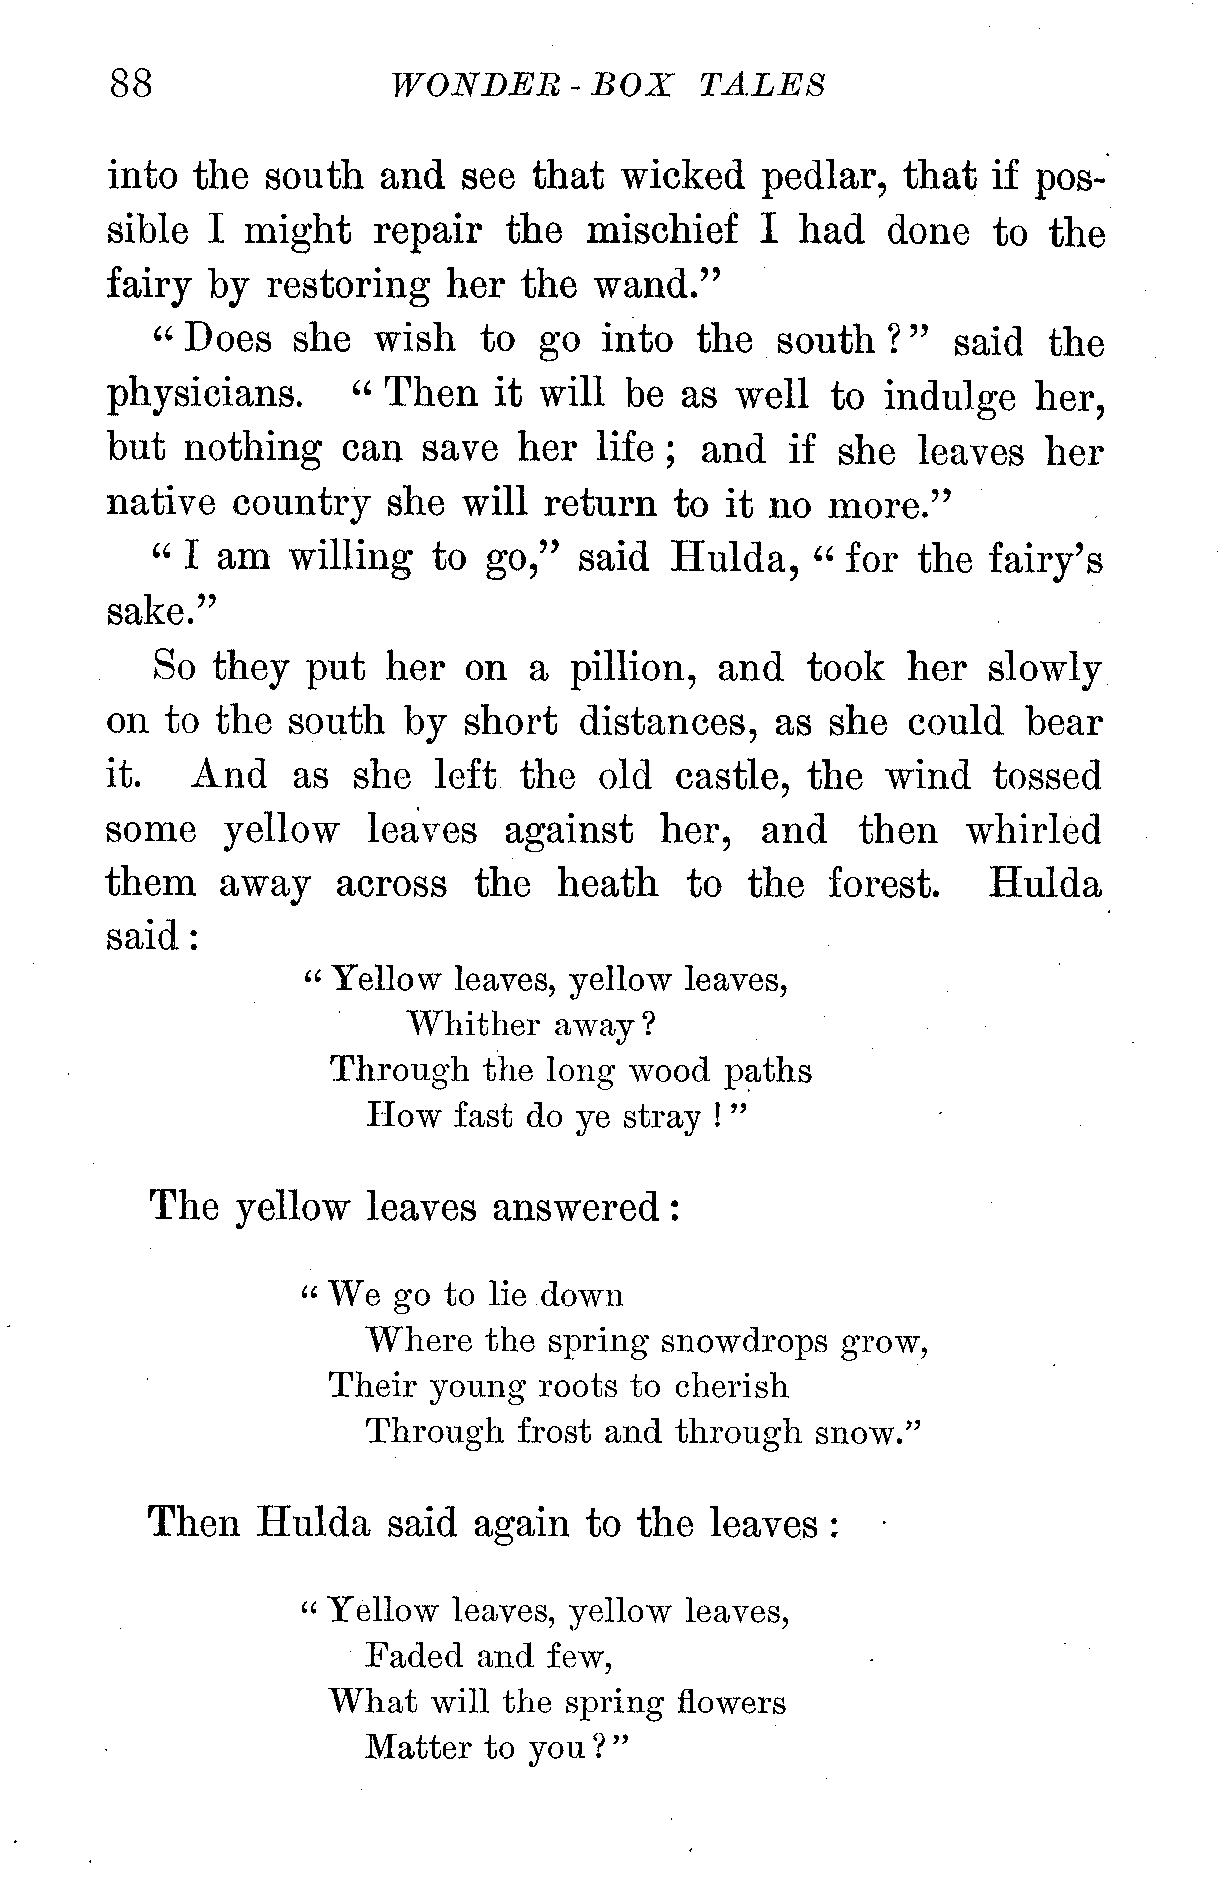 88 WONDER-BOX TALES
into the south and see that wicked pedlar, that if pos-
sible I might repair the mischief I had done to the
fairy by restoring her the wand."
"Does she wish to go into the south?" said the
physicians. "Then it will be as well to indulge her,
but nothing can save her life; and if she leaves her
native country she will return to it no more."
"I am willing to go," said Hulda, "for the fairy's
sake."
So they put her on a pillion, and took her slowly
on to the south by short distances, as she could bear
it. And as she left the old castle, the wind tossed
some yellow leaves against her, and then whirled
them away across the heath to the forest. Hulda
said:
"Yellow leaves, yellow leaves,
Whither away?
Through the long wood paths
How fast do ye stray!"
The yellow leaves answered:
"We go to lie down
Where the spring snowdrops grow,
Their young roots to cherish
Through frost and through snow."
Then Hulda said again to the leaves:
"Yellow leaves, yellow leaves,
Faded and few,
What will the spring flowers
Matter to you?"